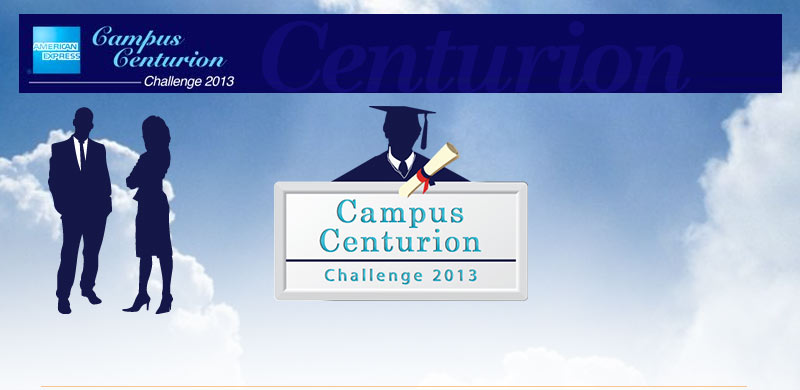 AMERICAN
EXPRESS
Campus
Centurion
Challenge 2013
Centurion
Campus
Centurion
Challenge 2013